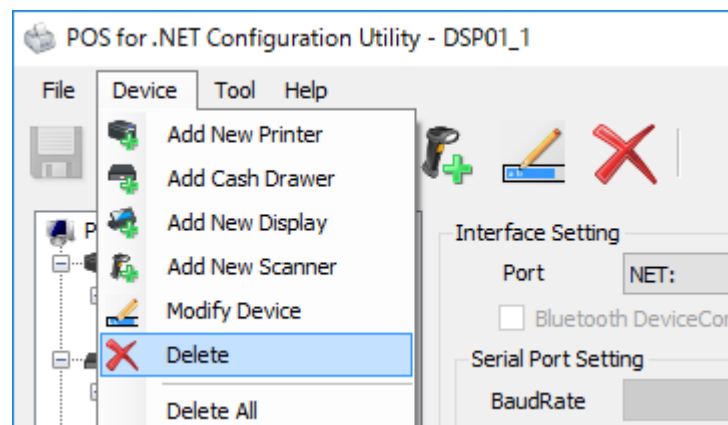 POS for .NET Configuration Utility - DSP01_1
File Device Tool Help
Add New Printer
Add Cash Drawer
Add New Display
Add New Scanner
Modify Device
Delete
Delete All
P
Interface Setting
Port NET:
Bluetooth DeviceCo
Serial Port Setting
BaudRate